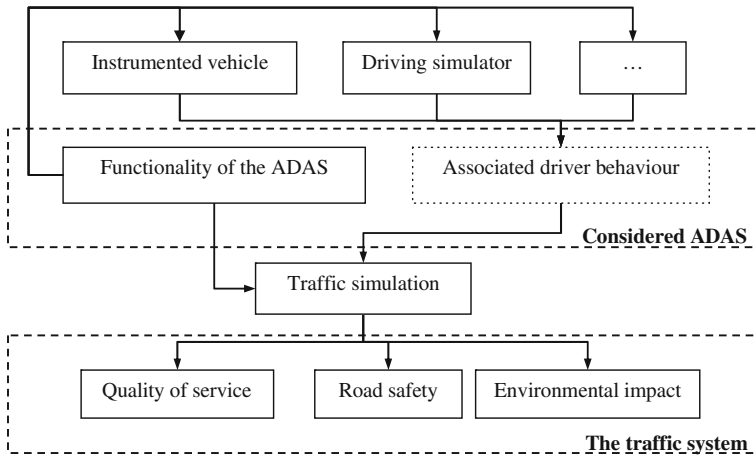 Instrumented vehicle
Driving simulator
…
Functionality of the ADAS
Associated driver behaviour
Considered ADAS
Traffic simulation
Quality of service
Road safety
Environmental impact
The traffic system